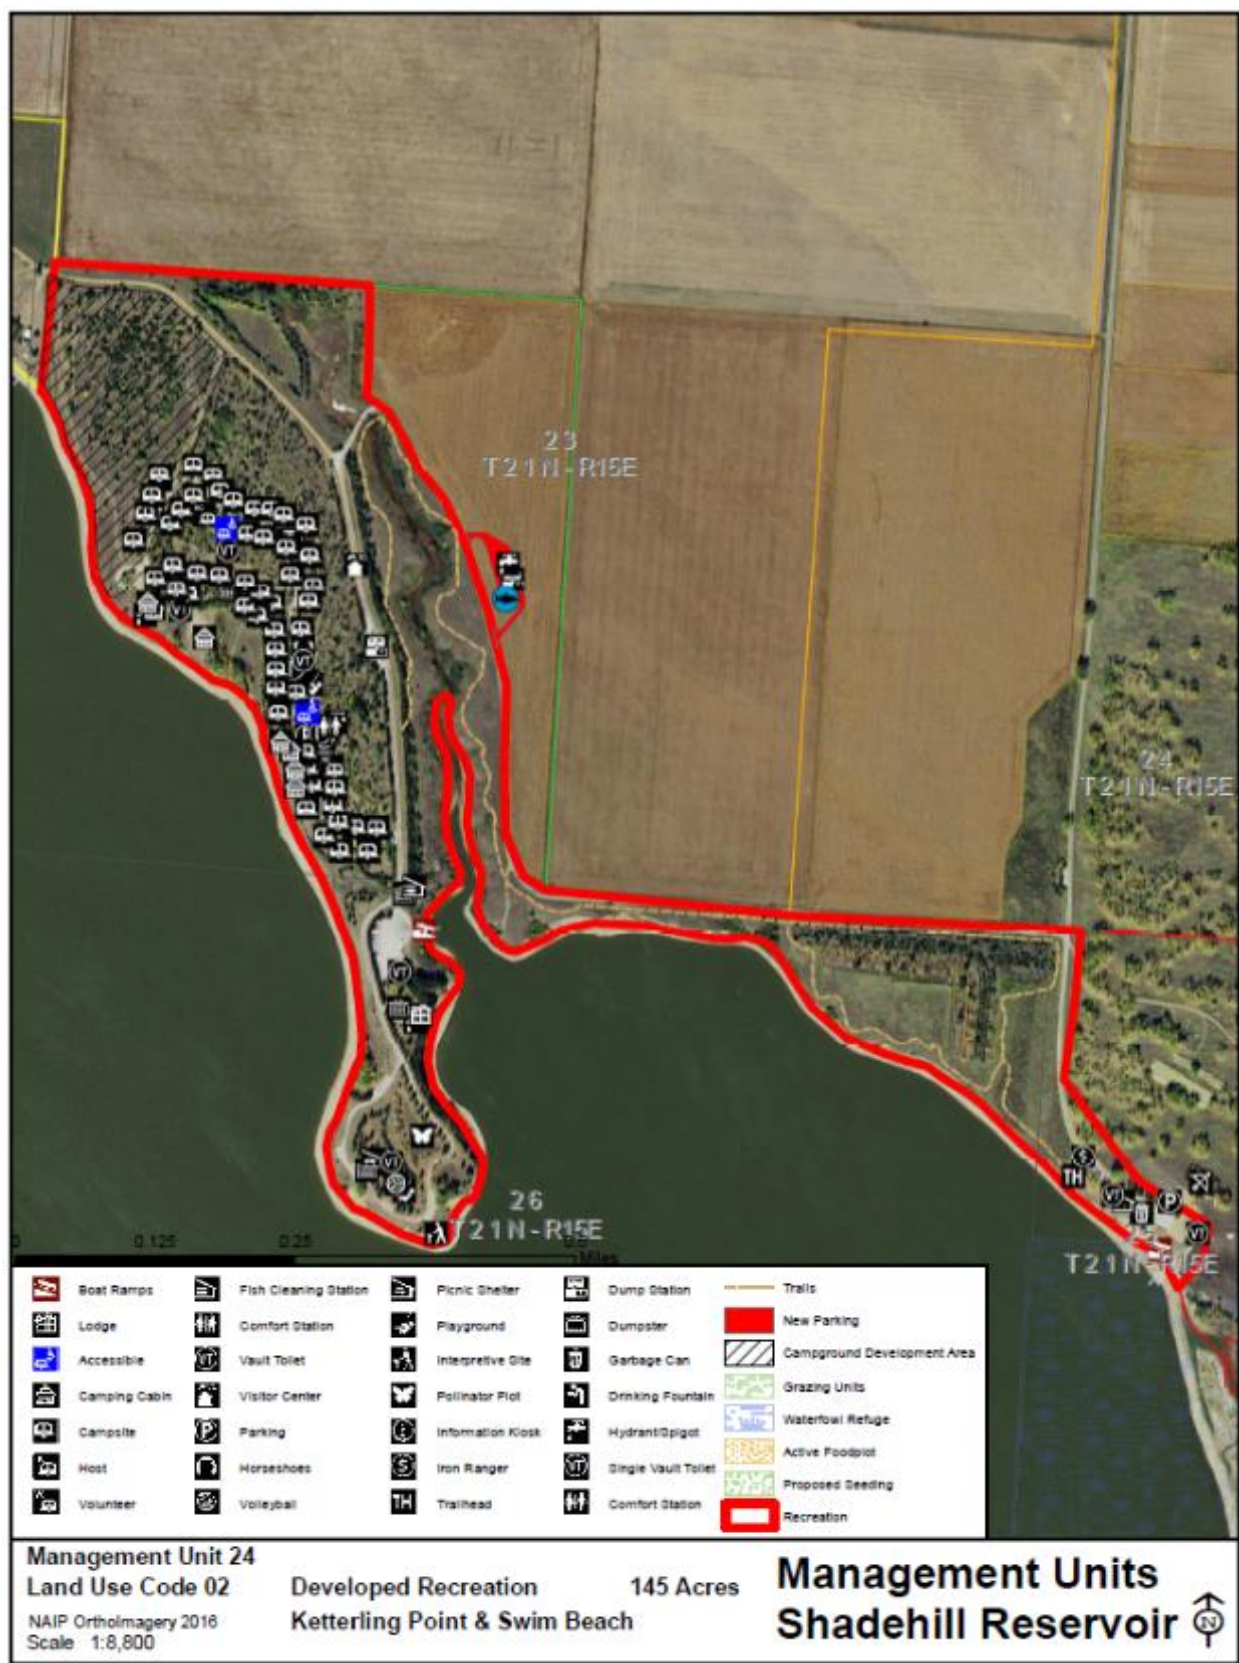 23
T21N-R15E
24
T21N-R15E
26
T21N-R15E
T21N-R15E
TH
P
VT
VT
0.125
0.25
Miles
Boat Ramps
Lodge
Accessible
Camping Cabin
Campsite
Host
Volunteer
Fish Cleaning Station
Comfort Station
Vault Toilet
Visitor Center
Parking
Horseshoes
Volleyball
Picnic Shelter
Playground
Interpretive Site
Pollinator Plot
Information Kiosk
Iron Ranger
Trailhead
Dump Station
Dumpster
Garbage Can
Drinking Fountain
Hydrant/Spigot
Single Vault Toilet
Comfort Station
Trails
New Parking
Campground Development Area
Grazing Units
Waterfowl Refuge
Active Foodplot
Proposed Seeding
Recreation
Management Unit 24
Land Use Code 02
NAIP OrthoImagery 2016
Scale 1:8,800
Developed Recreation 145 Acres
Ketterling Point & Swim Beach
Management Units
Shadehill Reservoir
N